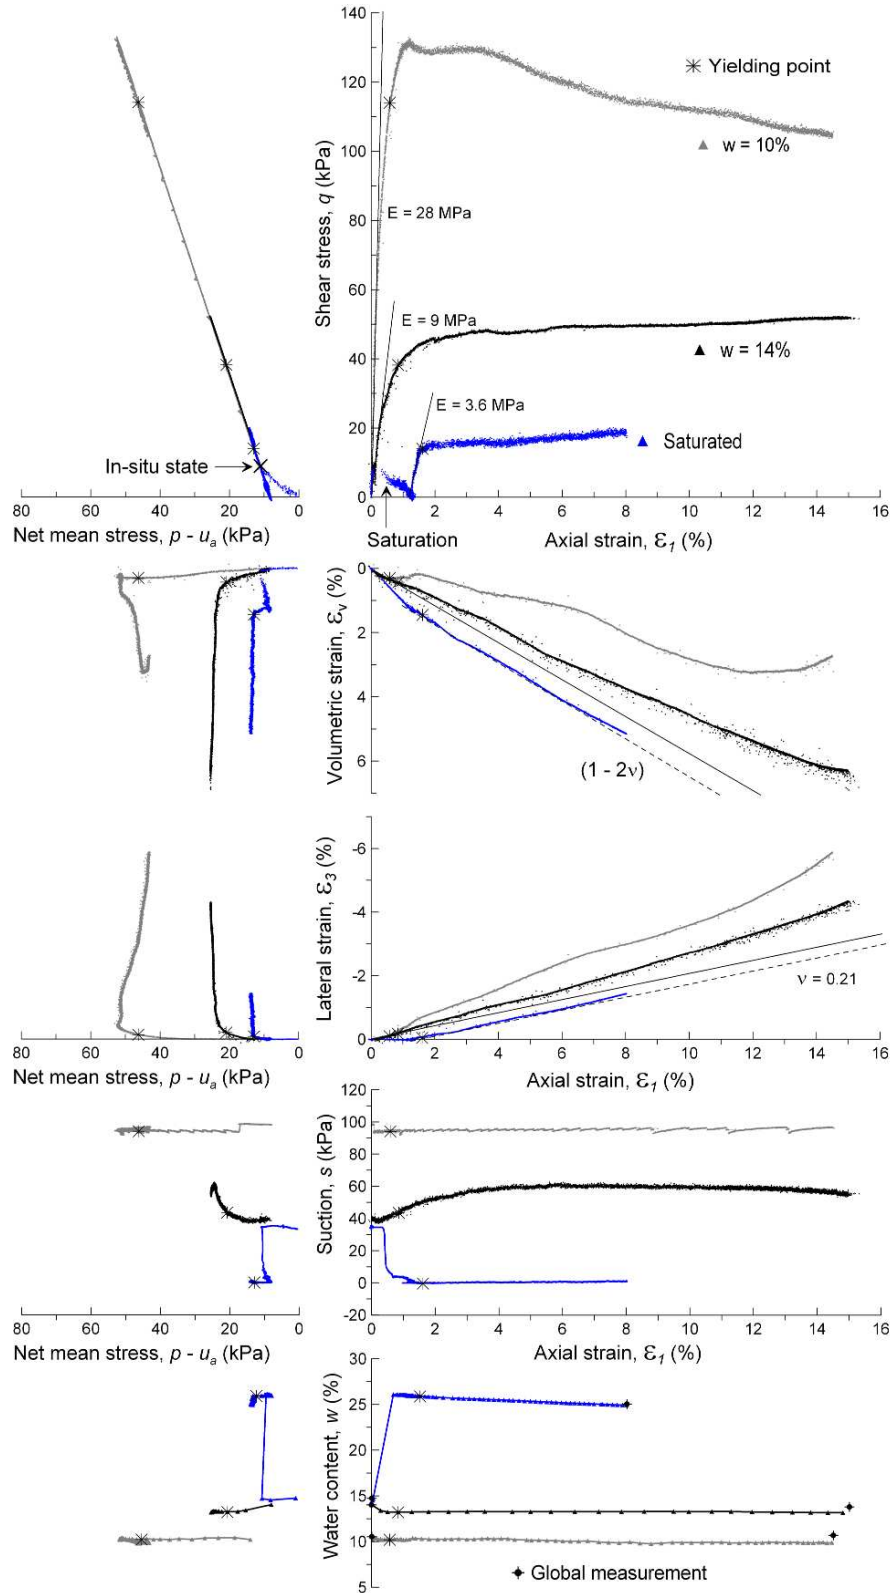 140
120
100
80
60
40
20
0
Shear stress, q (kPa)
Yielding point
w = 10%
E = 28 MPa
E = 9 MPa
w = 14%
E = 3.6 MPa
Saturated
In-situ state
80 60 40 20 0
Net mean stress, p - uₐ (kPa)
0 2 4 6 8 10 12 14 16
Saturation
Axial strain, ε₁ (%)
0
2
4
6
Volumetric strain, εᵥ (%)
(1 - 2ν)
-6
-4
-2
0
Lateral strain, ε₃ (%)
ν = 0.21
80 60 40 20 0
Net mean stress, p - uₐ (kPa)
0 2 4 6 8 10 12 14 16
Axial strain, ε₁ (%)
120
100
80
60
40
20
0
-20
Suction, s (kPa)
80 60 40 20 0
Net mean stress, p - uₐ (kPa)
0 2 4 6 8 10 12 14 16
Axial strain, ε₁ (%)
30
25
20
15
10
5
Water content, w (%)
Global measurement